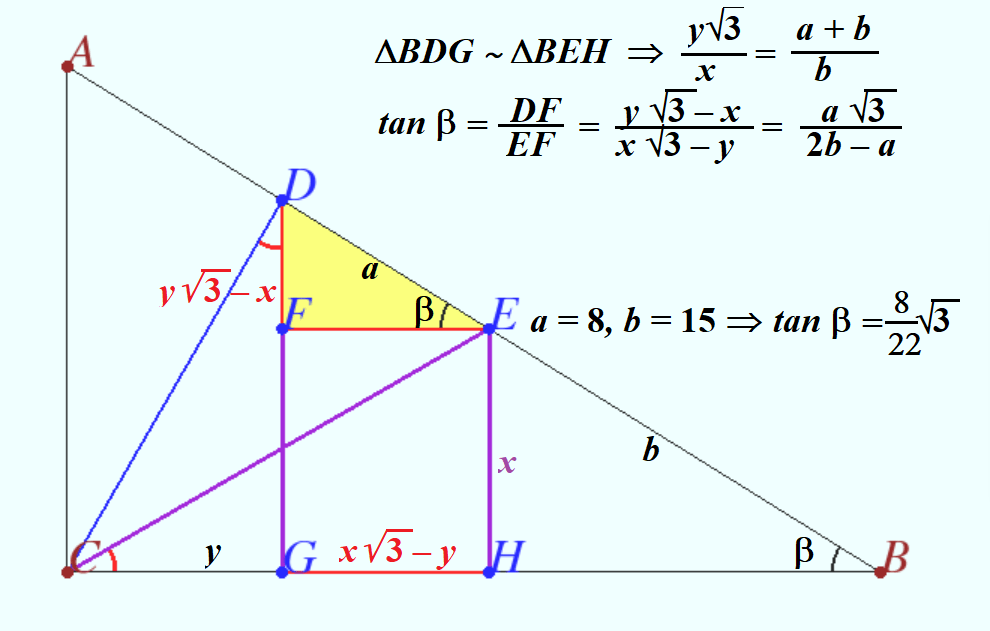 A
ΔBDG ~ ΔBEH ⇒ y√3/x = a + b/b
tan β = DF/EF = y √3 – x/x √3 – y = a √3/2b – a
D
a
y √3 – x
F
β
E
a = 8, b = 15 ⇒ tan β = 8/22 √3
b
x
C
y
G
x √3 – y
H
β
B